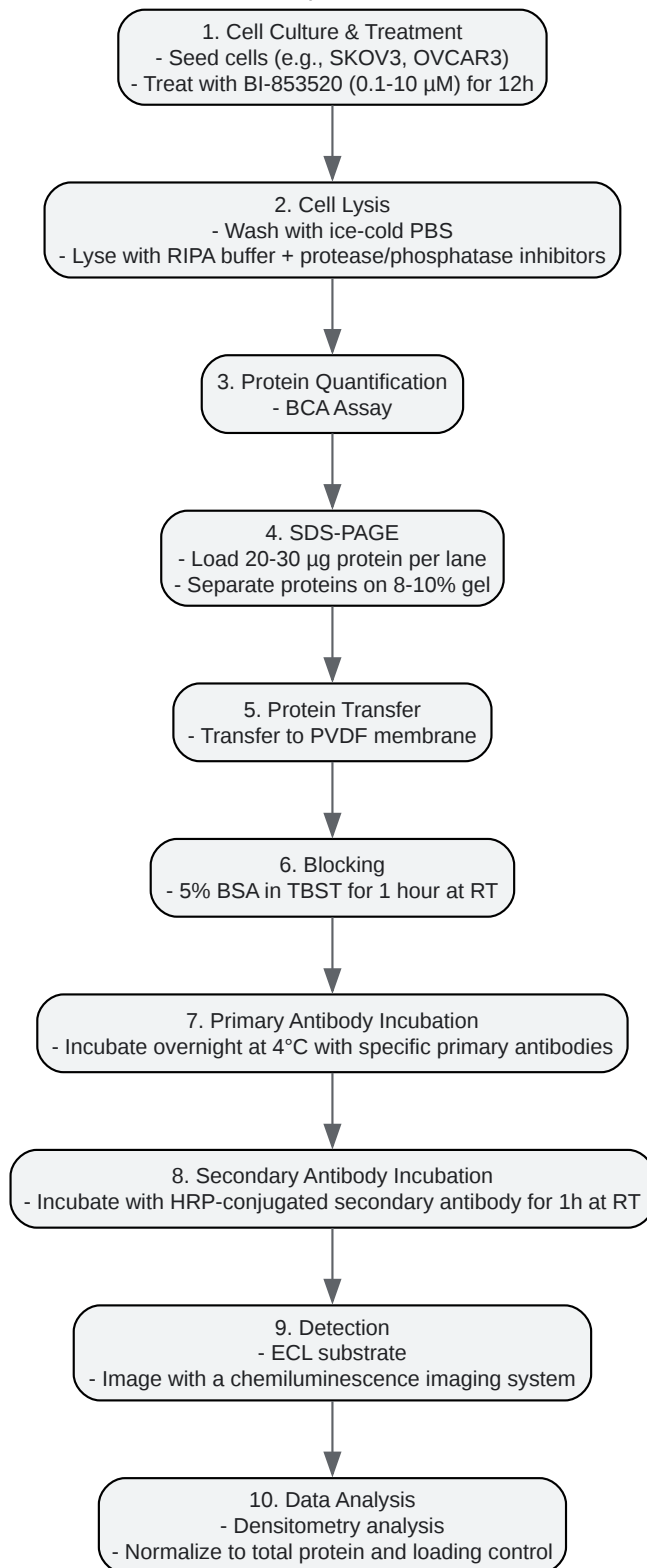 1. Cell Culture & Treatment
- Seed cells (e.g., SKOV3, OVCAR3)
- Treat with BI-853520 (0.1-10 µM) for 12h
2. Cell Lysis
- Wash with ice-cold PBS
- Lyse with RIPA buffer + protease/phosphatase inhibitors
3. Protein Quantification
- BCA Assay
4. SDS-PAGE
- Load 20-30 µg protein per lane
- Separate proteins on 8-10% gel
5. Protein Transfer
- Transfer to PVDF membrane
6. Blocking
- 5% BSA in TBST for 1 hour at RT
7. Primary Antibody Incubation
- Incubate overnight at 4°C with specific primary antibodies
8. Secondary Antibody Incubation
- Incubate with HRP-conjugated secondary antibody for 1h at RT
9. Detection
- ECL substrate
- Image with a chemiluminescence imaging system
10. Data Analysis
- Densitometry analysis
- Normalize to total protein and loading control